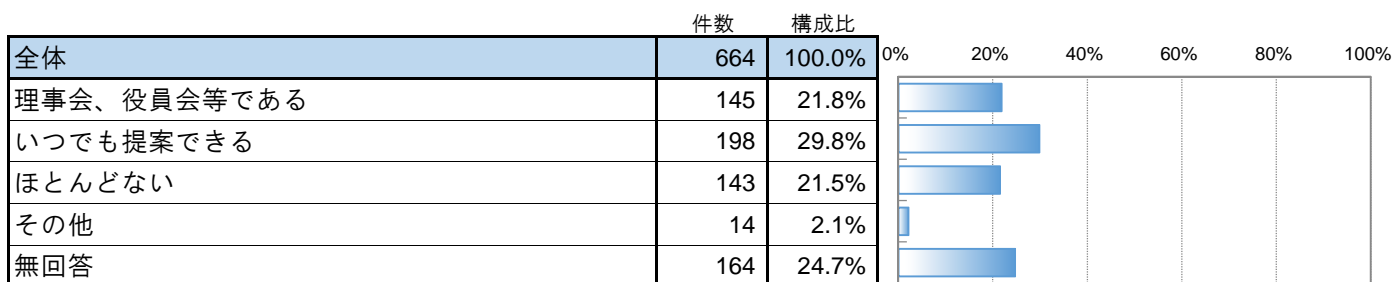 件数 構成比
全体 664 100.0% 0% 20% 40% 60% 80% 100%
理事会、役員会等である 145 21.8%
いつでも提案できる 198 29.8%
ほとんどない 143 21.5%
その他 14 2.1%
無回答 164 24.7%